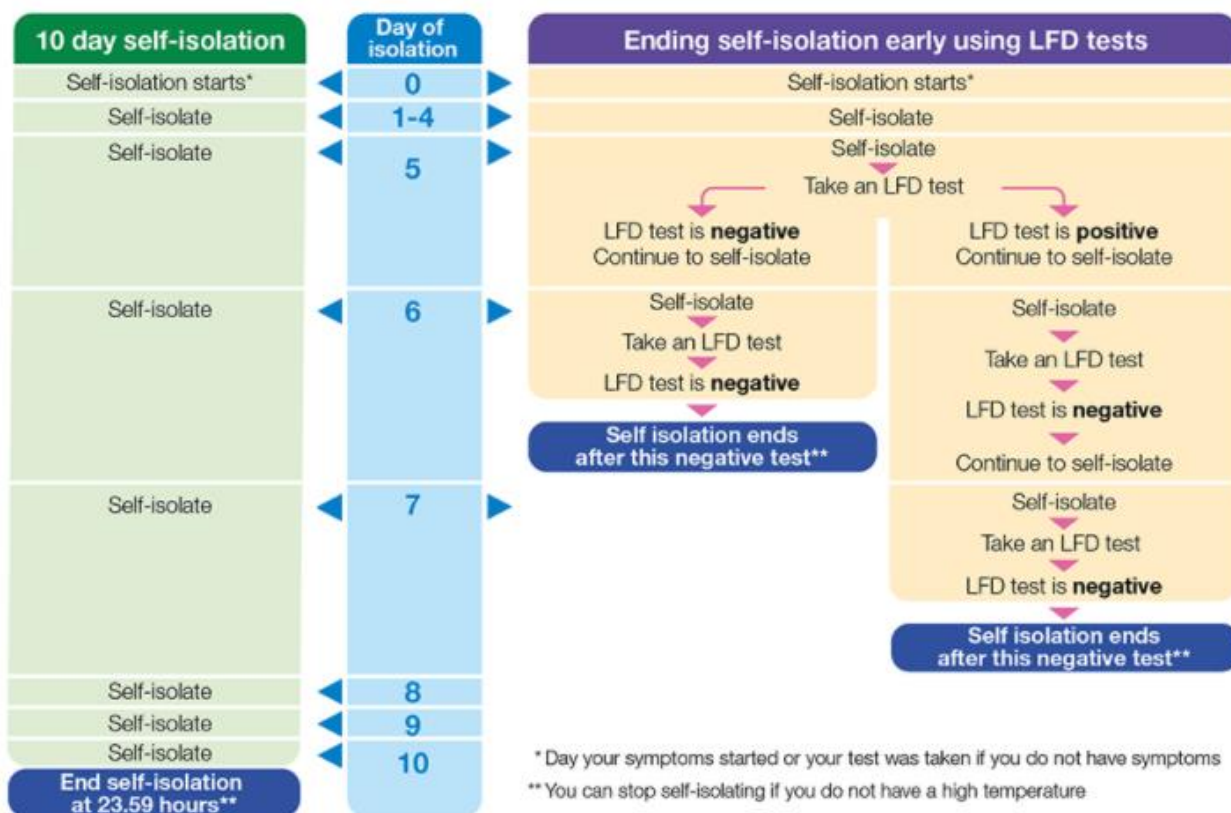 10 day self-isolation
Day of
isolation
Ending self-isolation early using LFD tests
Self-isolation starts*
0
Self-isolation starts*
Self-isolate
1-4
Self-isolate
Self-isolate
5
Self-isolate
Take an LFD test
LFD test is negative
Continue to self-isolate
LFD test is positive
Continue to self-isolate
Self-isolate
6
Self-isolate
Take an LFD test
LFD test is negative
Self isolation ends
after this negative test**
Self-isolate
Take an LFD test
LFD test is negative
Continue to self-isolate
Self-isolate
7
Self-isolate
Take an LFD test
LFD test is negative
Self isolation ends
after this negative test**
Self-isolate
8
Self-isolate
9
Self-isolate
10
End self-isolation
at 23.59 hours**
* Day your symptoms started or your test was taken if you do not have symptoms
** You can stop self-isolating if you do not have a high temperature